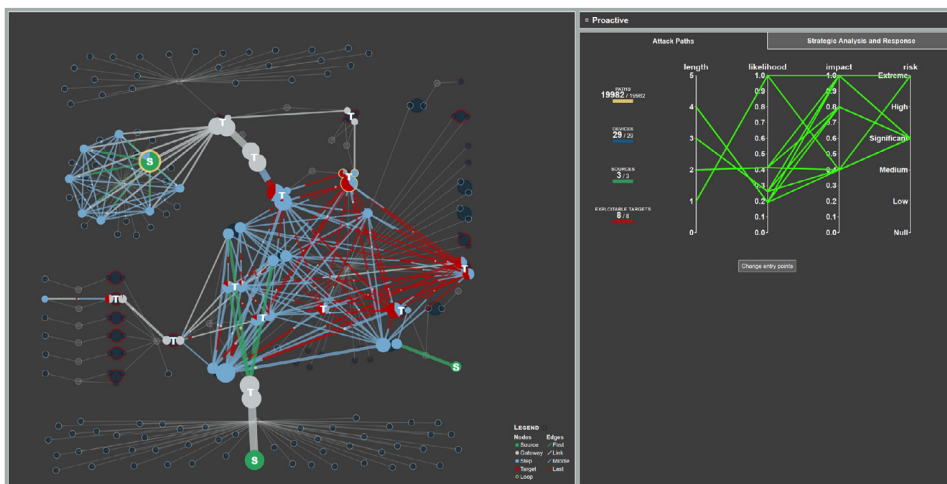 Proactive
Attack Paths
Strategic Analysis and Response
length
likelihood
impact
risk
PATHS
19982 / 19982
DEVICES
29 / 29
SOURCES
3 / 3
EXPLOITABLE TARGETS
8 / 8
5
4
3
2
1
0
1.0
0.9
0.8
0.7
0.6
0.5
0.4
0.3
0.2
0.1
0.0
1.0
0.9
0.8
0.7
0.6
0.5
0.4
0.3
0.2
0.1
0.0
Extreme
High
Significant
Medium
Low
Null
Change entry points
T
T
T
T
T
T
T
T
T
T
T
T
T
S
S
S
LEGEND
Nodes Edges
Source First
Gateway Link
Step Middle
Target Last
Loop